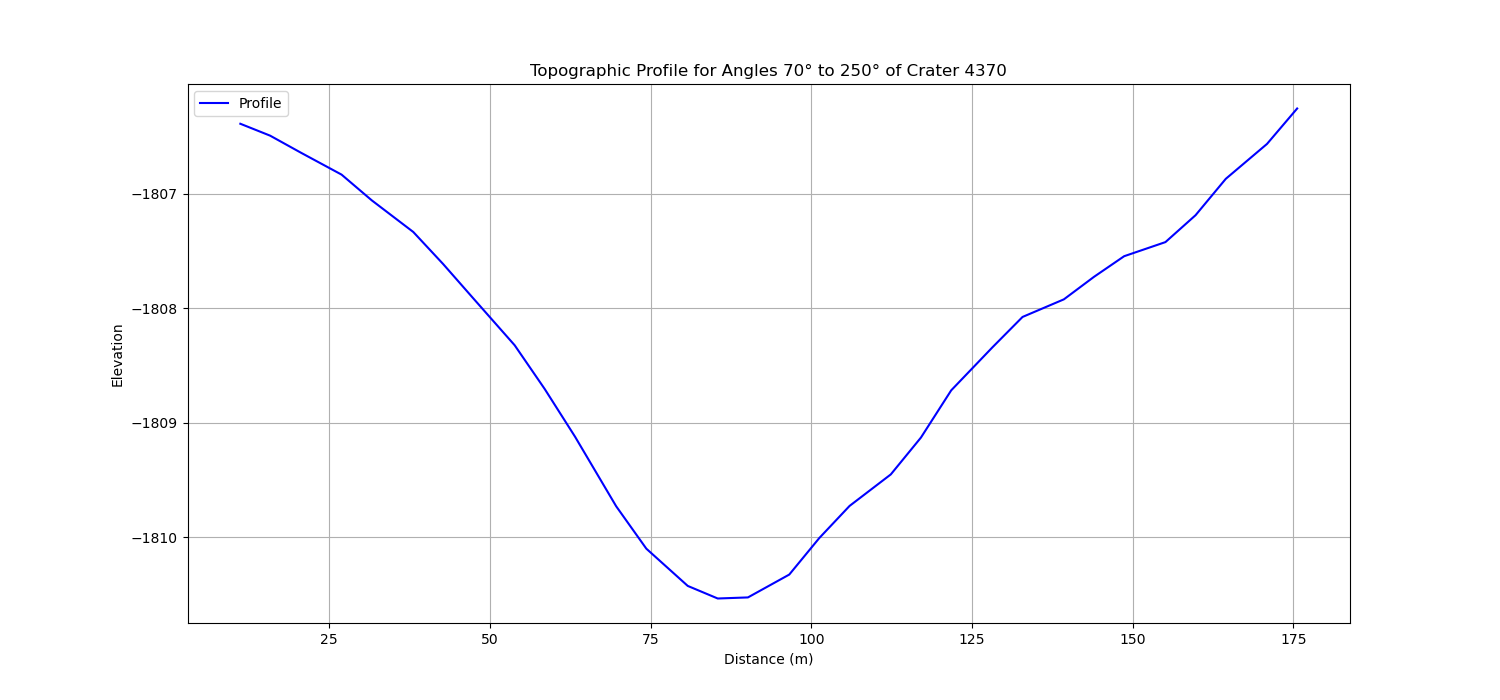 Topographic Profile for Angles 70° to 250° of Crater 4370
Profile
−1807
−1808
−1809
−1810
Elevation
25 50 75 100 125 150 175
Distance (m)